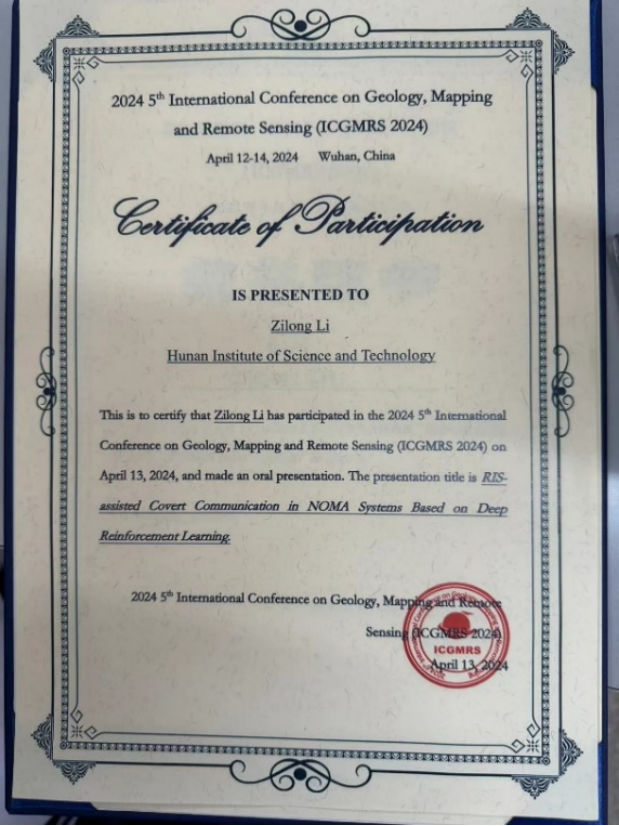 2024 5th International Conference on Geology, Mapping
and Remote Sensing (ICGMRS 2024)
April 12-14, 2024 Wuhan, China
Certificate of Participation
IS PRESENTED TO
Zilong Li
Hunan Institute of Science and Technology
This is to certify that Zilong Li has participated in the 2024 5th International
Conference on Geology, Mapping and Remote Sensing (ICGMRS 2024) on
April 13, 2024, and made an oral presentation. The presentation title is RIS-
assisted Covert Communication in NOMA Systems Based on Deep
Reinforcement Learning.
2024 5th International Conference on Geology, Mapping and Remote
Sensing (ICGMRS 2024)
ICGMRS
April 13, 2024